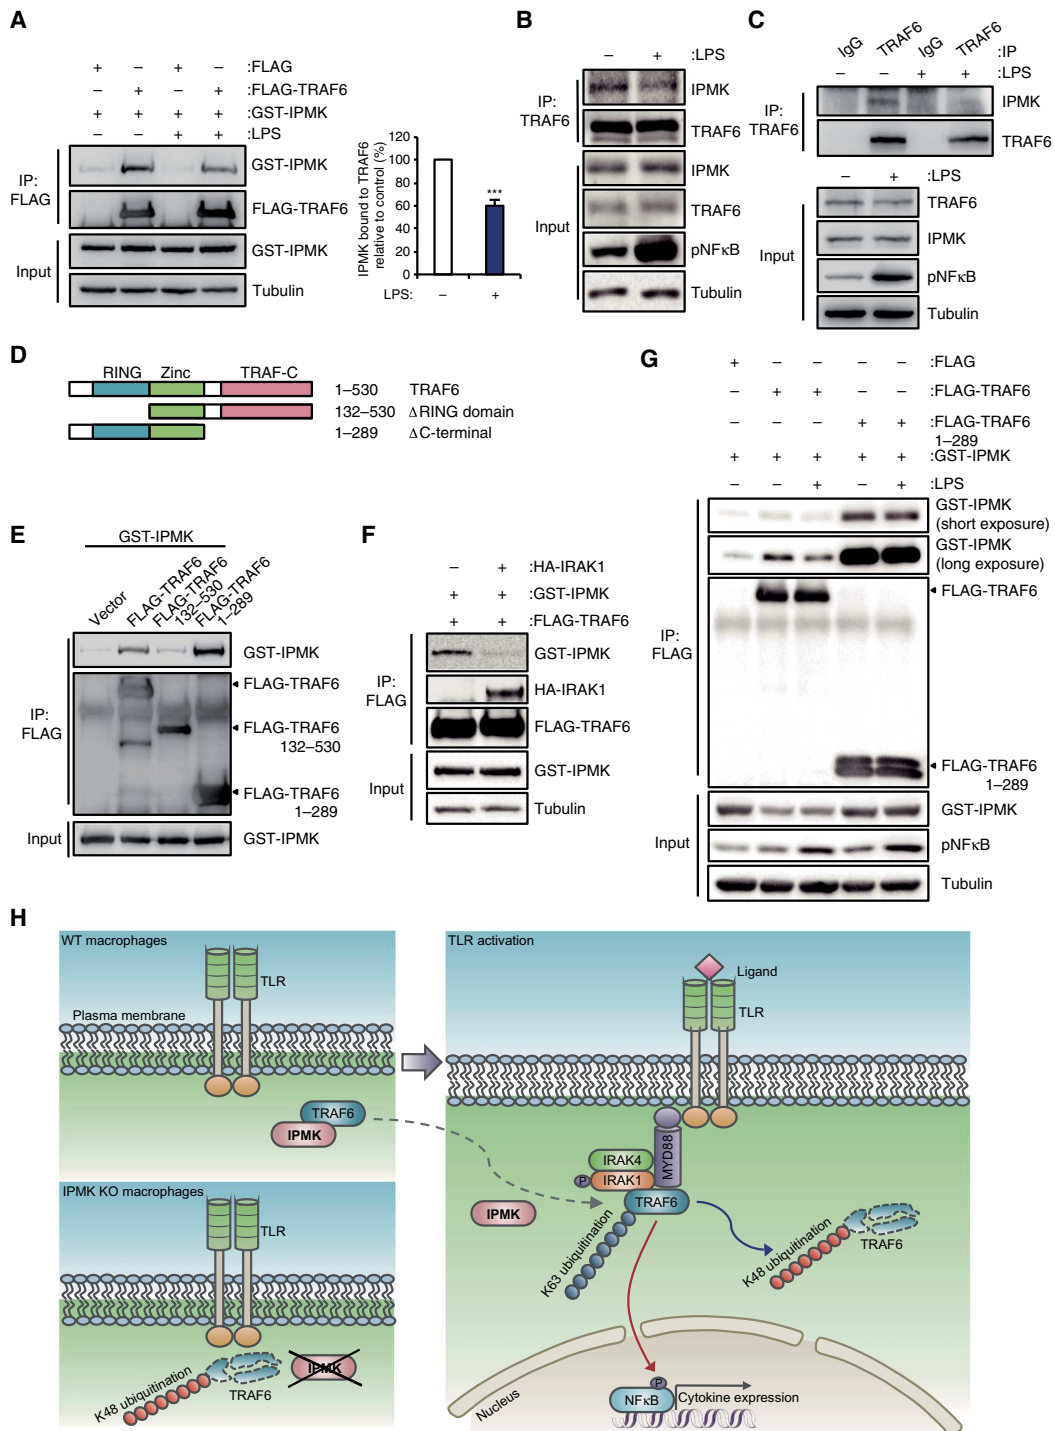 A
+ – + – :FLAG
– + – + :FLAG-TRAF6
+ + + + :GST-IPMK
– – + + :LPS
IP:
FLAG
GST-IPMK
FLAG-TRAF6
Input
GST-IPMK
Tubulin
IPMK bound to TRAF6
relative to control (%)
120
100
80
60
40
20
0
***
LPS: – +
B
– + :LPS
IP:
TRAF6
IPMK
TRAF6
Input
IPMK
TRAF6
pNFκB
Tubulin
C
IgG TRAF6 IgG TRAF6 :IP
– – + + :LPS
IP:
TRAF6
IPMK
TRAF6
– + :LPS
Input
TRAF6
IPMK
pNFκB
Tubulin
D
RING Zinc TRAF-C
1–530 TRAF6
132–530 ΔRING domain
1–289 ΔC-terminal
E
GST-IPMK
Vector
FLAG-TRAF6
FLAG-TRAF6
132–530
FLAG-TRAF6
1–289
IP:
FLAG
GST-IPMK
FLAG-TRAF6
FLAG-TRAF6
132–530
FLAG-TRAF6
1–289
Input
GST-IPMK
F
– + :HA-IRAK1
+ + :GST-IPMK
+ + :FLAG-TRAF6
IP:
FLAG
GST-IPMK
HA-IRAK1
FLAG-TRAF6
Input
GST-IPMK
Tubulin
G
+ – – – – :FLAG
– + + – – :FLAG-TRAF6
– – – + + :FLAG-TRAF6
1–289
+ + + + + :GST-IPMK
– – + – + :LPS
IP:
FLAG
GST-IPMK
(short exposure)
GST-IPMK
(long exposure)
FLAG-TRAF6
FLAG-TRAF6
1–289
Input
GST-IPMK
pNFκB
Tubulin
H
WT macrophages
TLR
Plasma membrane
TRAF6
IPMK
IPMK KO macrophages
TLR
K48 ubiquitination
TRAF6
IPMK
TLR activation
Ligand
TLR
MYD88
IRAK4
P
IRAK1
TRAF6
IPMK
K63 ubiquitination
K48 ubiquitination
TRAF6
Nucleus
P
NFκB
Cytokine expression